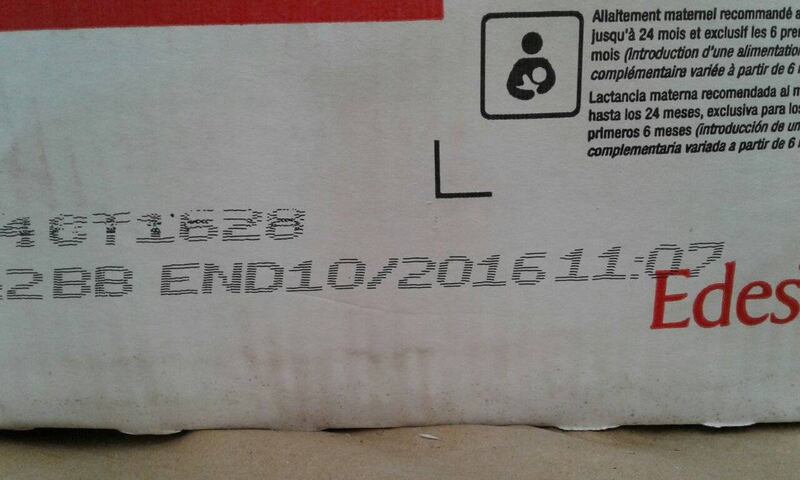 Allaitement maternel recommandé a
jusqu'à 24 mois et exclusif les 6 pre
mois (Introduction d'une alimentation
complémentaire variée à partir de 6 m
Lactancia materna recomendada al m
hasta los 24 meses, exclusiva para los
primeros 6 meses (introducción de un
complementaria variada a partir de 6 m
GT1628
2BB END10/2016 11:07
Edes